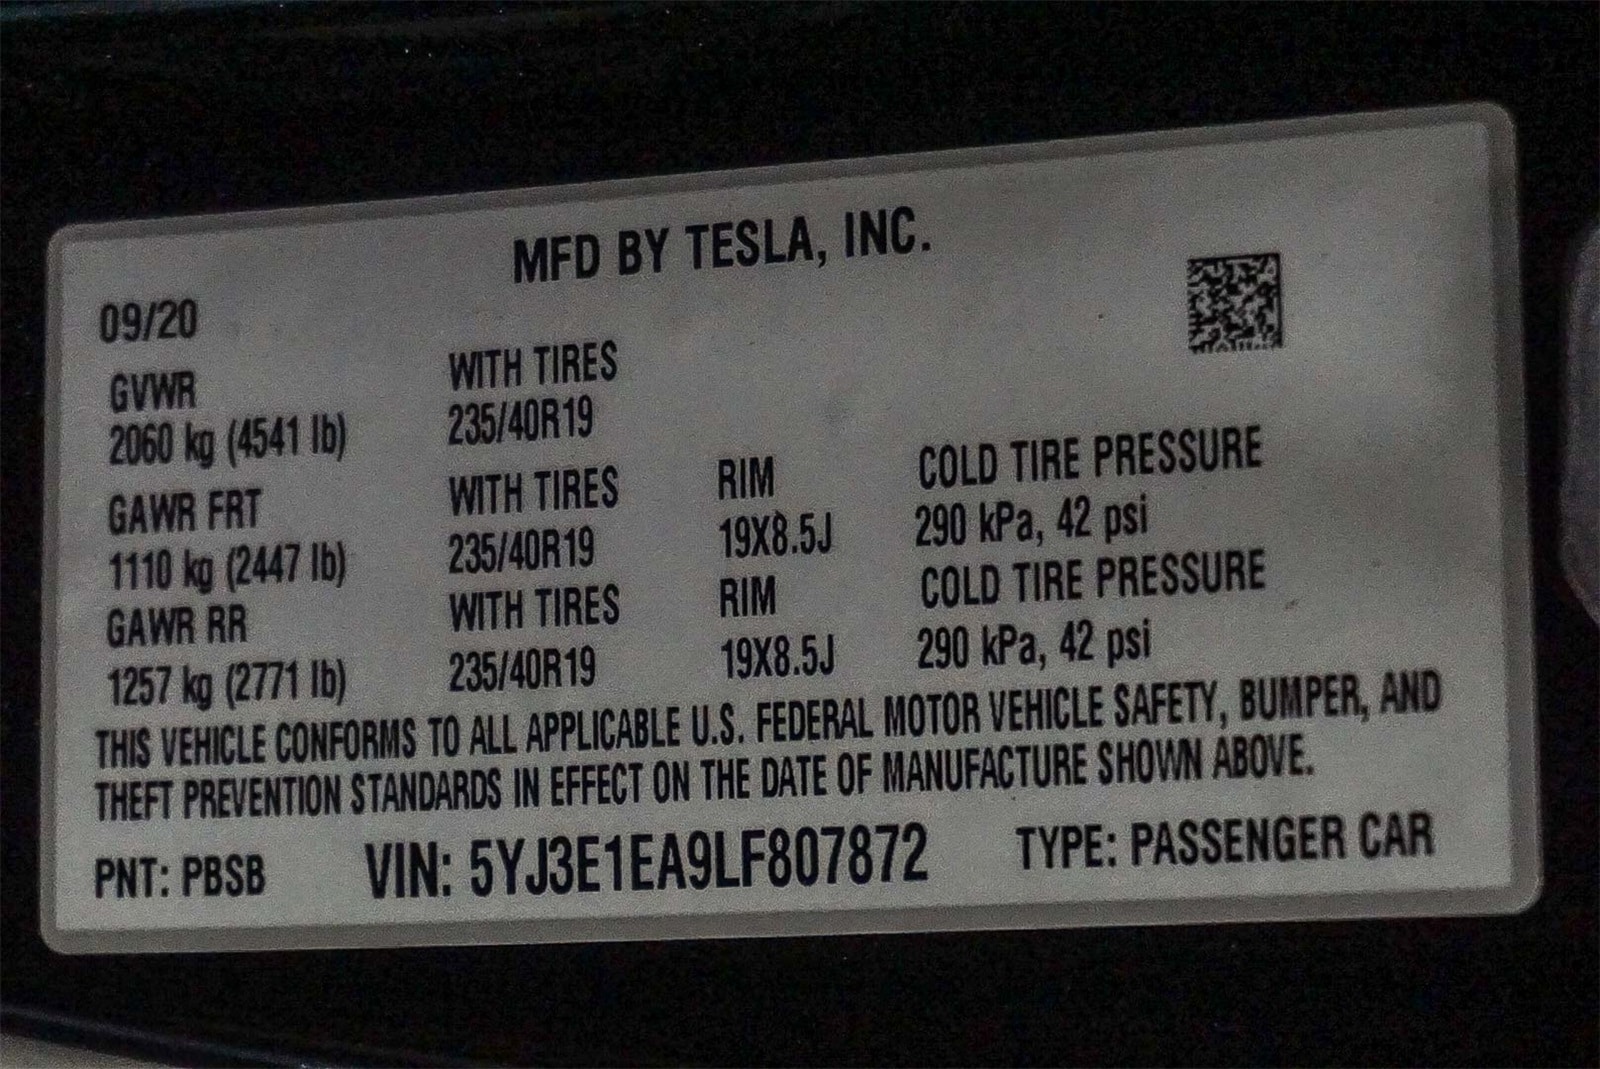 MFD BY TESLA, INC.
09/20
GVWR WITH TIRES
2060 kg (4541 lb) 235/40R19
GAWR FRT WITH TIRES RIM COLD TIRE PRESSURE
1110 kg (2447 lb) 235/40R19 19X8.5J 290 kPa, 42 psi
GAWR RR WITH TIRES RIM COLD TIRE PRESSURE
1257 kg (2771 lb) 235/40R19 19X8.5J 290 kPa, 42 psi
THIS VEHICLE CONFORMS TO ALL APPLICABLE U.S. FEDERAL MOTOR VEHICLE SAFETY, BUMPER, AND
THEFT PREVENTION STANDARDS IN EFFECT ON THE DATE OF MANUFACTURE SHOWN ABOVE.
PNT: PBSB VIN: 5YJ3E1EA9LF807872 TYPE: PASSENGER CAR